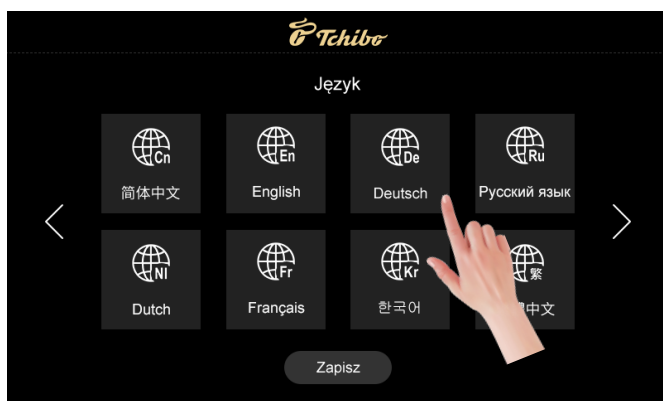 Tchibo
Język
Cn
En
De
Ru
简体中文
English
Deutsch
Русский язык
Nl
Fr
Kr
繁
Dutch
Français
한국어
中文
Zapisz